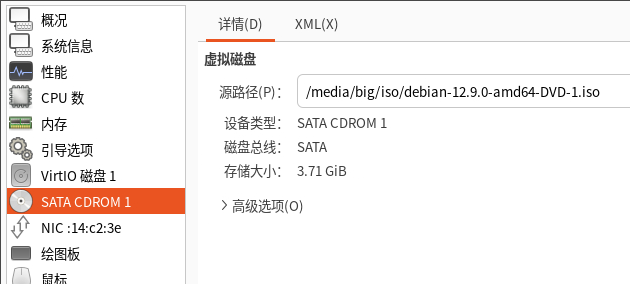 概况
系统信息
性能
CPU 数
内存
引导选项
VirtIO 磁盘 1
SATA CDROM 1
NIC :14:c2:3e
绘图板
鼠标
详情(D) XML(X)
虚拟磁盘
源路径(P): /media/big/iso/debian-12.9.0-amd64-DVD-1.iso
设备类型: SATA CDROM 1
磁盘总线: SATA
存储大小: 3.71 GiB
高级选项(O)